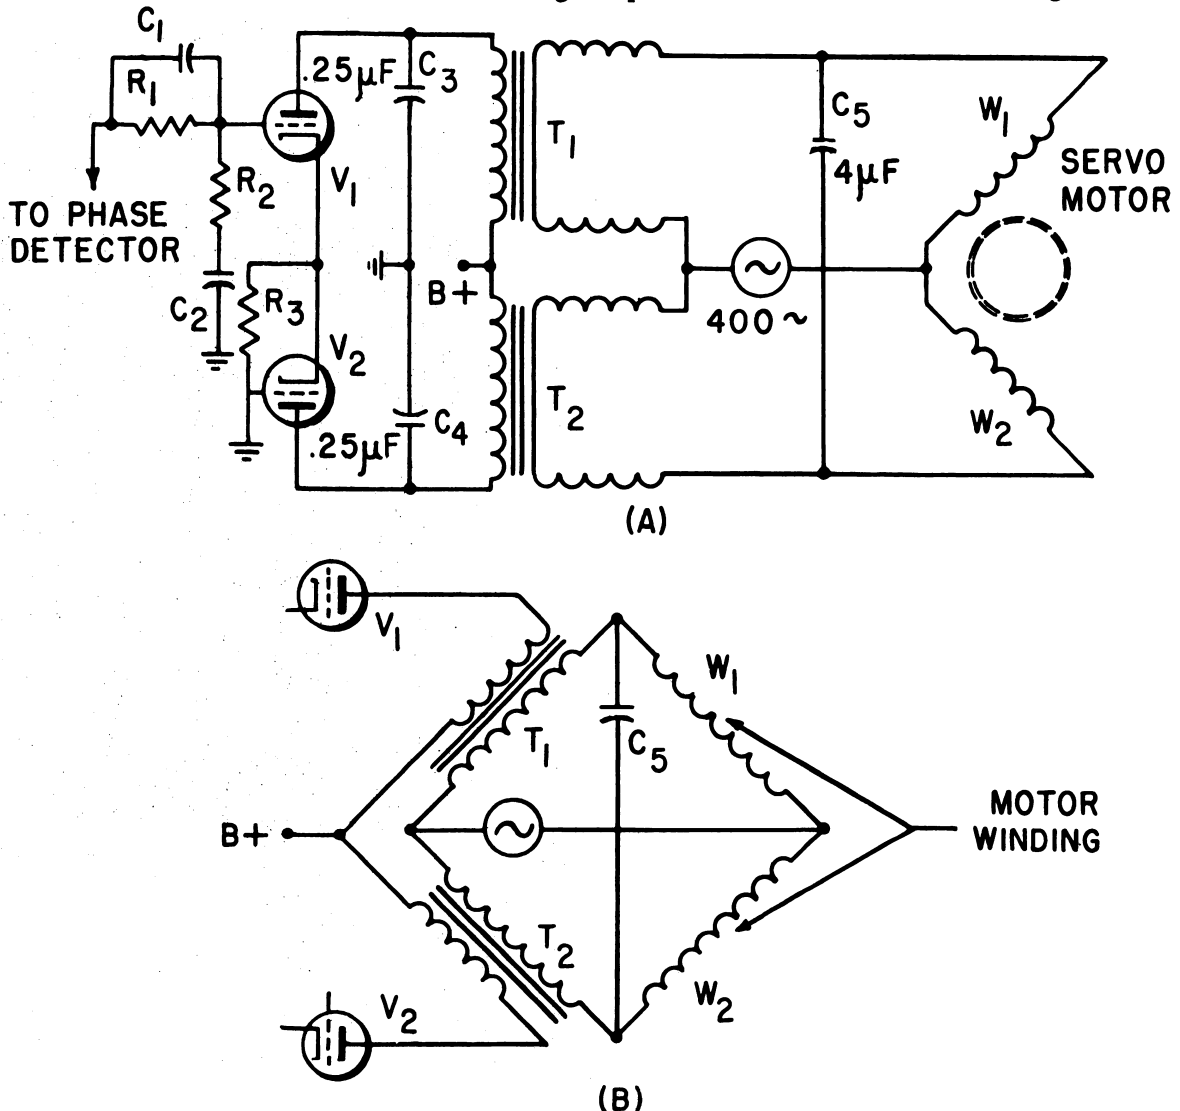 C1
R1
.25µF
C3
T1
C5
4µF
W1
SERVO
MOTOR
TO PHASE
DETECTOR
R2
V1
B+
400~
C2
R3
V2
.25µF
C4
T2
W2
(A)
V1
W1
T1
C5
B+
MOTOR
WINDING
T2
W2
V2
(B)